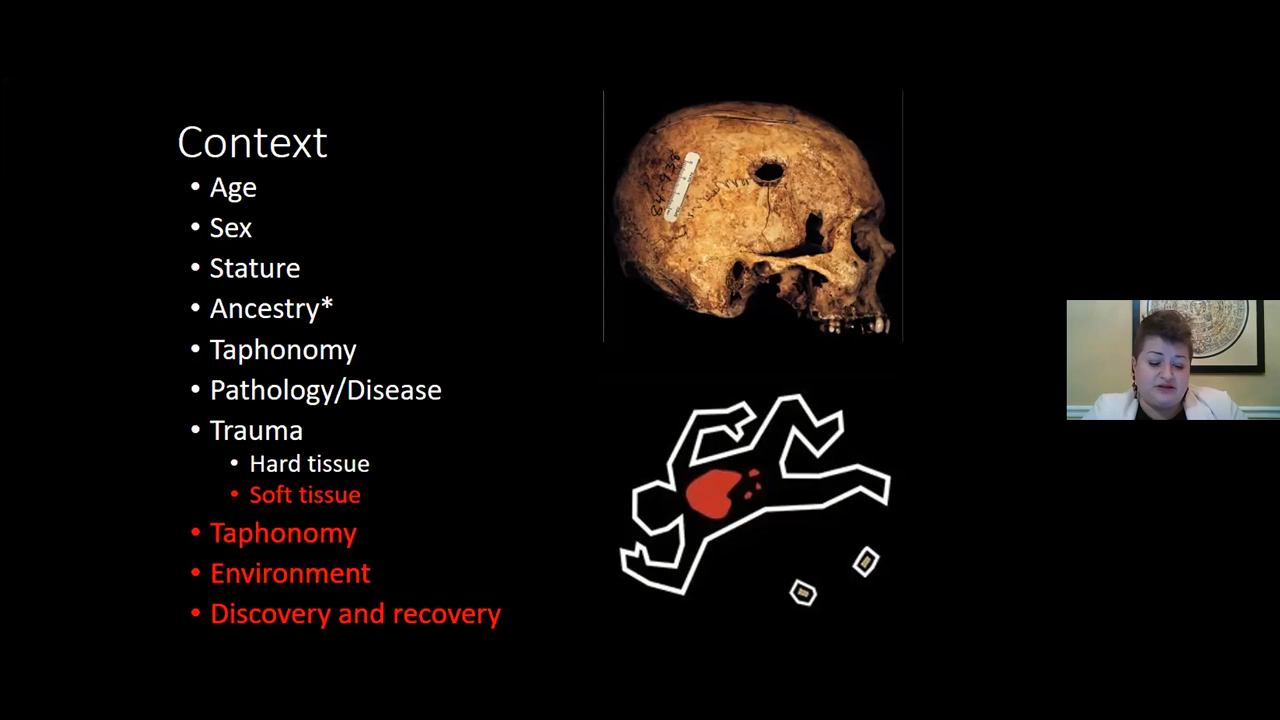 Context
• Age
• Sex
• Stature
• Ancestry*
• Taphonomy
• Pathology/Disease
• Trauma
• Hard tissue
• Soft tissue
• Taphonomy
• Environment
• Discovery and recovery